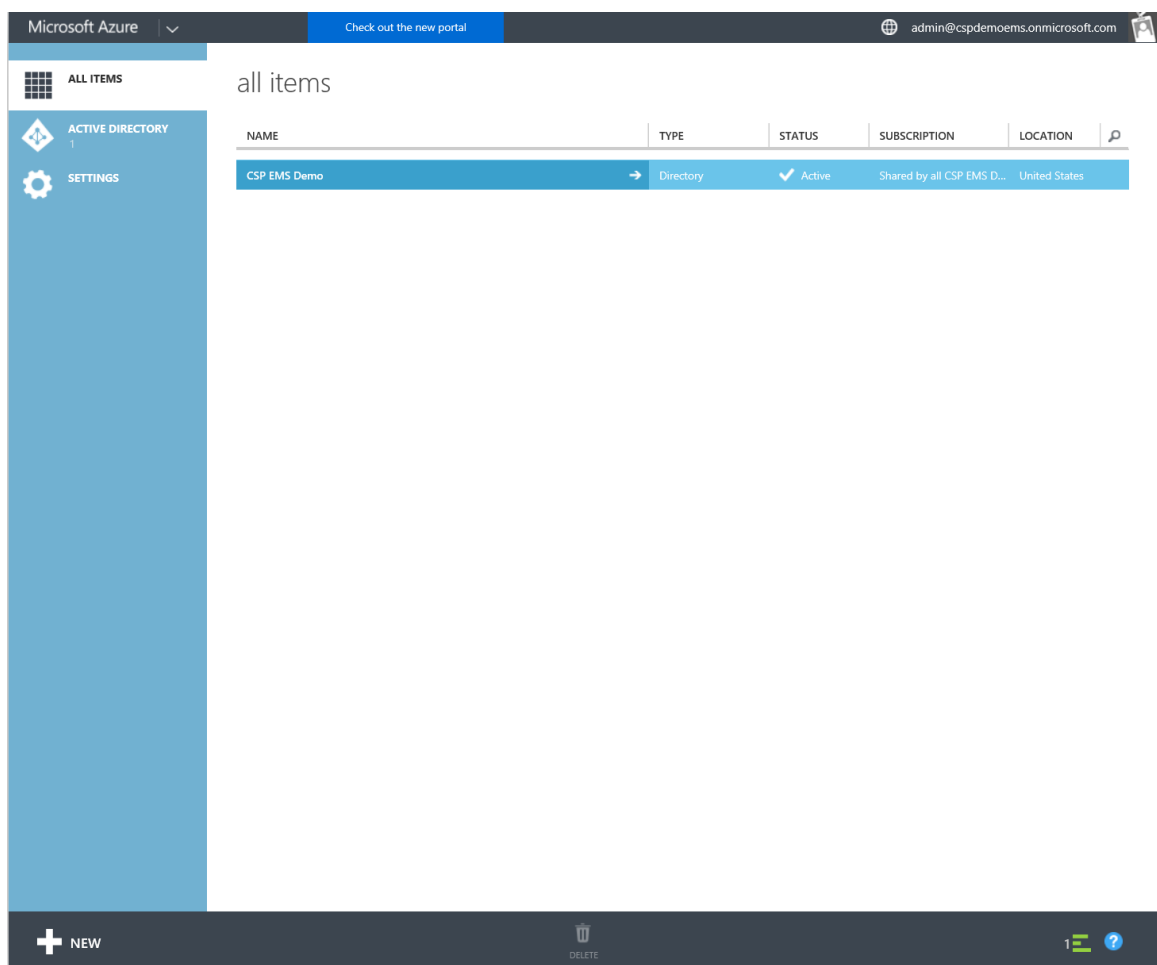 Microsoft Azure
Check out the new portal
admin@cspdemoems.onmicrosoft.com
ALL ITEMS
ACTIVE DIRECTORY
1
SETTINGS
all items
NAME TYPE STATUS SUBSCRIPTION LOCATION
CSP EMS Demo Directory Active Shared by all CSP EMS D... United States
NEW
DELETE
1
?